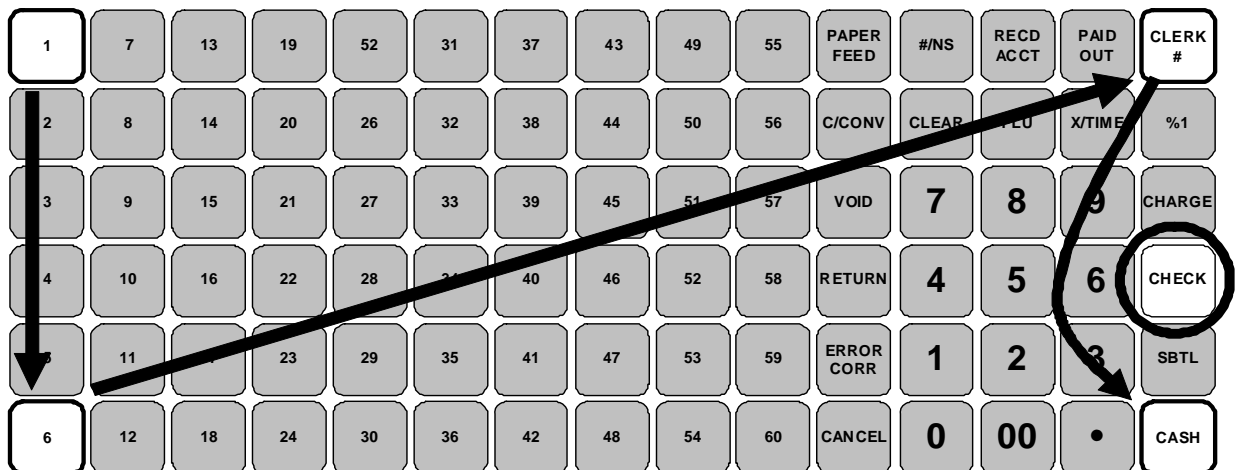 1 7 13 19 52 31 37 43 49 55 PAPER #/NS RECD PAID CLERK
FEED ACCT OUT #
2 8 14 20 26 32 38 44 50 56 C/CONV CLEAR PLU X/TIME %1
3 9 15 21 27 33 39 45 51 57 VOID 7 8 9 CHARGE
4 10 16 22 28 40 46 52 58 RETURN 4 5 6 CHECK
11 23 29 35 41 47 53 59 ERROR 1 2 3 SBTL
CORR
6 12 18 24 30 36 42 48 54 60 CANCEL 0 00 • CASH